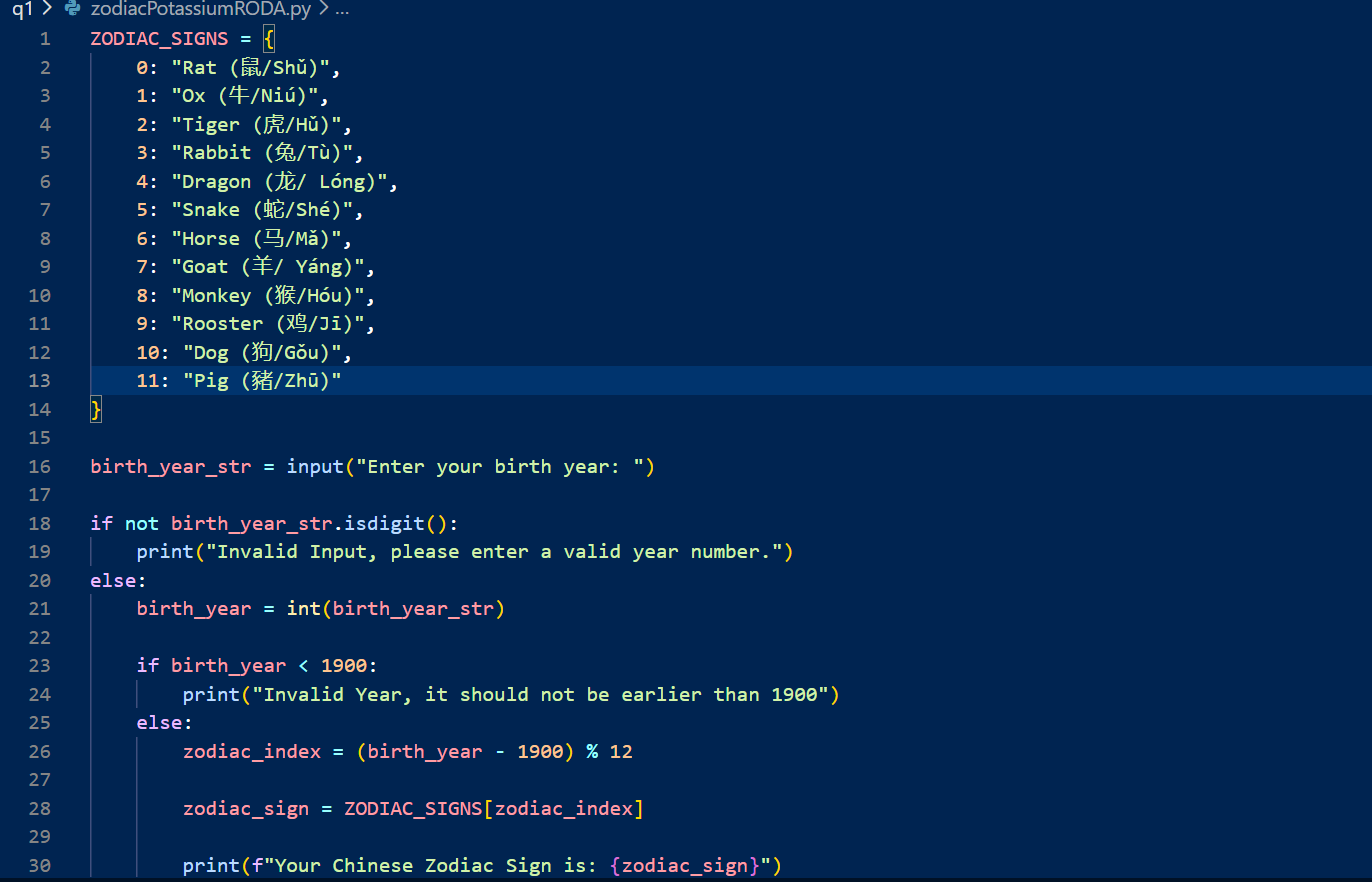 q1 > zodiacPotassiumRODA.py > ...
1 ZODIAC_SIGNS = {
2     0: "Rat (鼠/Shǔ)",
3     1: "Ox (牛/Niú)",
4     2: "Tiger (虎/Hǔ)",
5     3: "Rabbit (兔/Tù)",
6     4: "Dragon (龙/ Lóng)",
7     5: "Snake (蛇/Shé)",
8     6: "Horse (马/Mǎ)",
9     7: "Goat (羊/ Yáng)",
10     8: "Monkey (猴/Hóu)",
11     9: "Rooster (鸡/Jī)",
12     10: "Dog (狗/Gǒu)",
13     11: "Pig (豬/Zhū)"
14 }
15
16 birth_year_str = input("Enter your birth year: ")
17
18 if not birth_year_str.isdigit():
19     print("Invalid Input, please enter a valid year number.")
20 else:
21     birth_year = int(birth_year_str)
22
23     if birth_year < 1900:
24         print("Invalid Year, it should not be earlier than 1900")
25     else:
26         zodiac_index = (birth_year - 1900) % 12
27
28         zodiac_sign = ZODIAC_SIGNS[zodiac_index]
29
30         print(f"Your Chinese Zodiac Sign is: {zodiac_sign}")